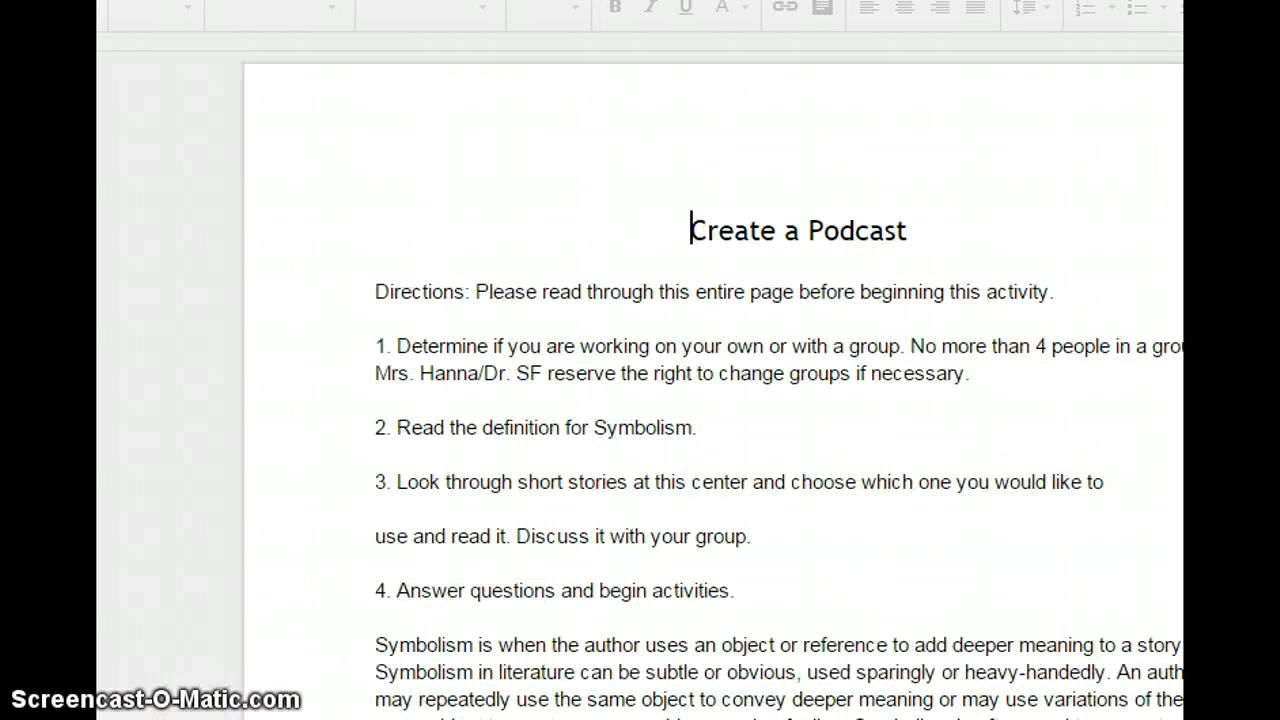 B I U A
Create a Podcast
Directions: Please read through this entire page before beginning this activity.
1. Determine if you are working on your own or with a group. No more than 4 people in a
Mrs. Hanna/Dr. SF reserve the right to change groups if necessary.
2. Read the definition for Symbolism.
3. Look through short stories at this center and choose which one you would like to
use and read it. Discuss it with your group.
4. Answer questions and begin activities.
Symbolism is when the author uses an object or reference to add deeper meaning to a story
Symbolism in literature can be subtle or obvious, used sparingly or heavy-handedly. An
may repeatedly use the same object to convey deeper meaning or may use variations of the
Screencast-O-Matic.com